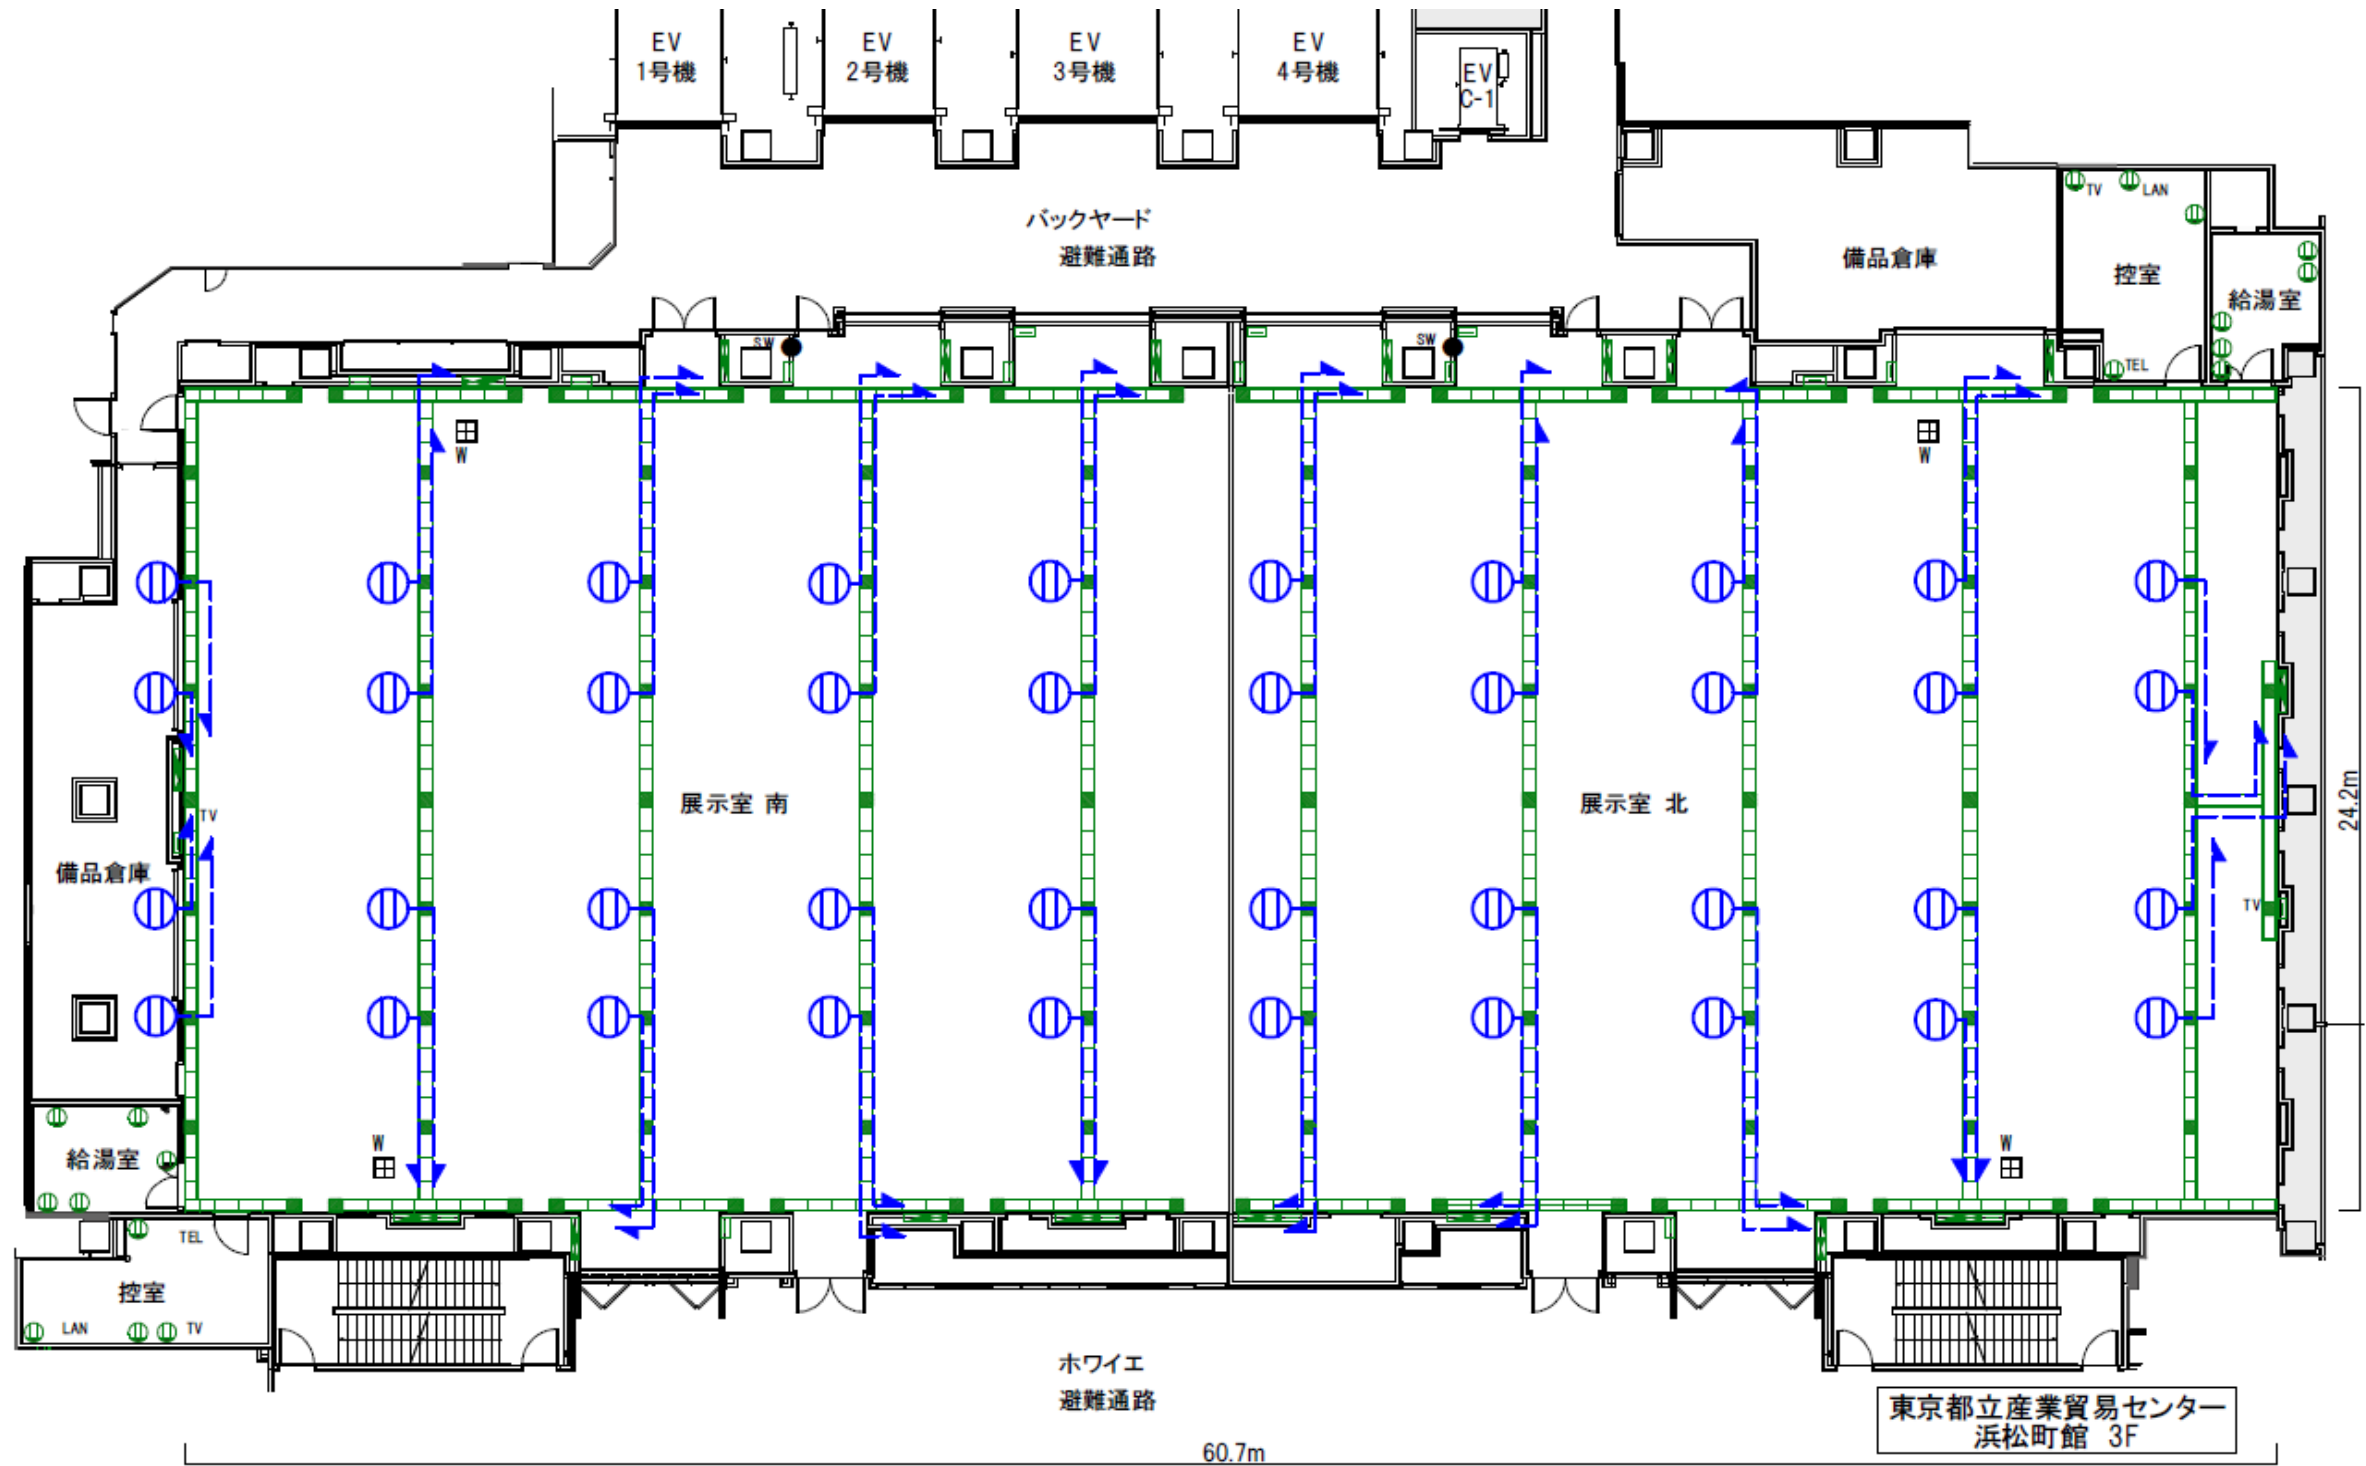 EV
1号機
EV
2号機
EV
3号機
EV
4号機
EV
C-1
バックヤード
避難通路
備品倉庫
TV
LAN
控室
給湯室
TEL
SW
SW
W
W
展示室 南
展示室 北
TV
備品倉庫
TV
24.2m
給湯室
W
W
TEL
控室
LAN
TV
ホワイエ
避難通路
東京都立産業貿易センター
浜松町館 3F
60.7m